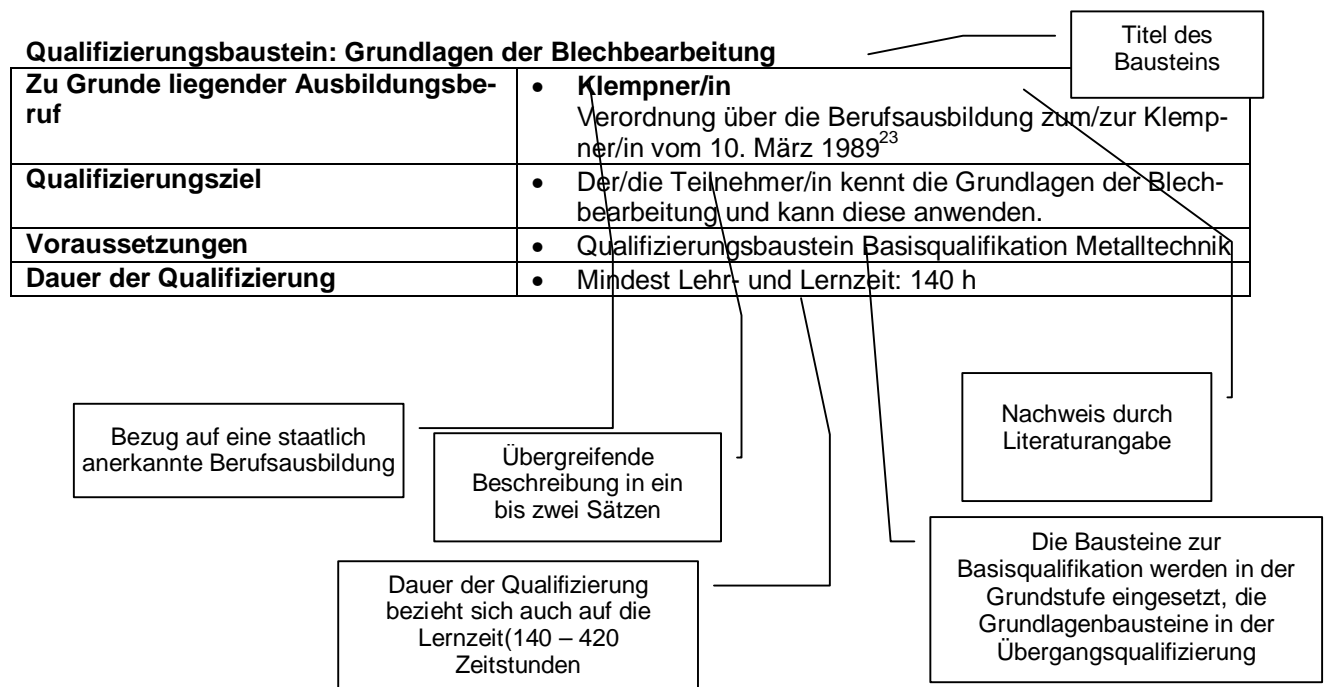 Titel des
Bausteins
Qualifizierungsbaustein: Grundlagen der Blechbearbeitung
Zu Grunde liegender Ausbildungsbe-
ruf
• Klempner/in
Verordnung über die Berufsausbildung zum/zur Klemp-
ner/in vom 10. März 1989²³
Qualifizierungsziel
• Der/die Teilnehmer/in kennt die Grundlagen der Blech-
bearbeitung und kann diese anwenden.
Voraussetzungen
• Qualifizierungsbaustein Basisqualifikation Metalltechnik
Dauer der Qualifizierung
• Mindest Lehr- und Lernzeit: 140 h
Bezug auf eine staatlich
anerkannte Berufsausbildung
Übergreifende
Beschreibung in ein
bis zwei Sätzen
Nachweis durch
Literaturangabe
Dauer der Qualifizierung
bezieht sich auch auf die
Lernzeit(140 – 420
Zeitstunden
Die Bausteine zur
Basisqualifikation werden in der
Grundstufe eingesetzt, die
Grundlagenbausteine in der
Übergangsqualifizierung